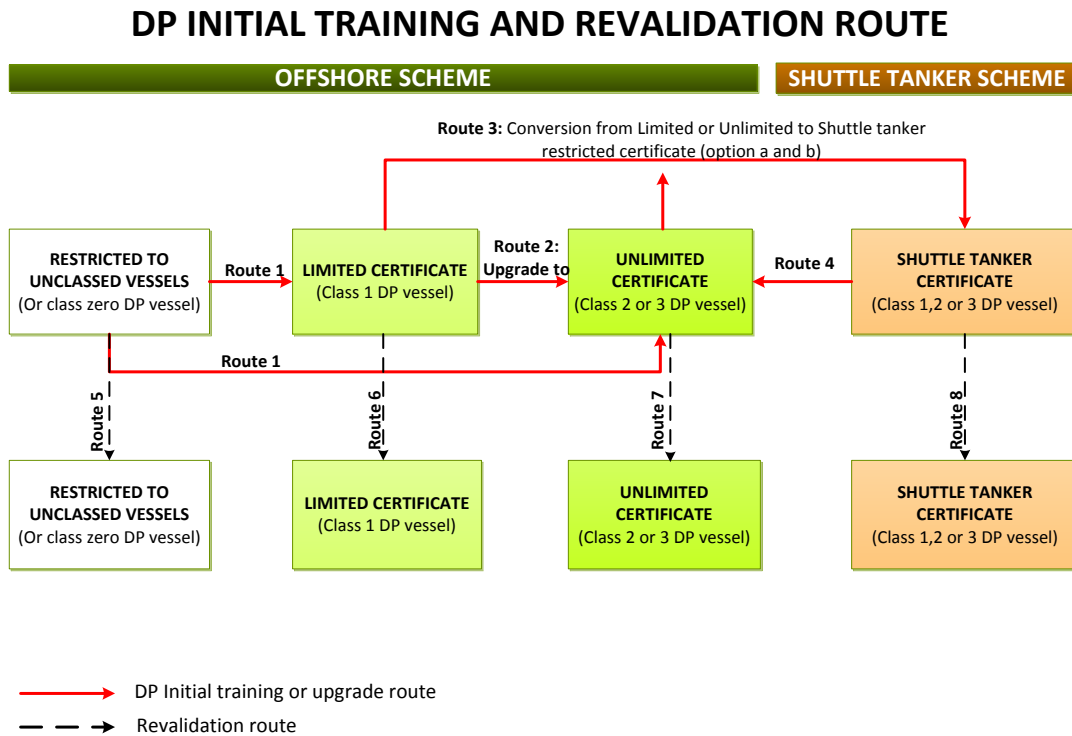 DP INITIAL TRAINING AND REVALIDATION ROUTE
OFFSHORE SCHEME
SHUTTLE TANKER SCHEME
Route 3: Conversion from Limited or Unlimited to Shuttle tanker
restricted certificate (option a and b)
RESTRICTED TO
UNCLASSED VESSELS
(Or class zero DP vessel)
Route 1
LIMITED CERTIFICATE
(Class 1 DP vessel)
Route 2:
Upgrade to
UNLIMITED
CERTIFICATE
(Class 2 or 3 DP vessel)
Route 4
SHUTTLE TANKER
CERTIFICATE
(Class 1,2 or 3 DP vessel)
Route 1
Route 5
Route 6
Route 7
Route 8
RESTRICTED TO
UNCLASSED VESSELS
(Or class zero DP vessel)
LIMITED CERTIFICATE
(Class 1 DP vessel)
UNLIMITED
CERTIFICATE
(Class 2 or 3 DP vessel)
SHUTTLE TANKER
CERTIFICATE
(Class 1,2 or 3 DP vessel)
DP Initial training or upgrade route
Revalidation route